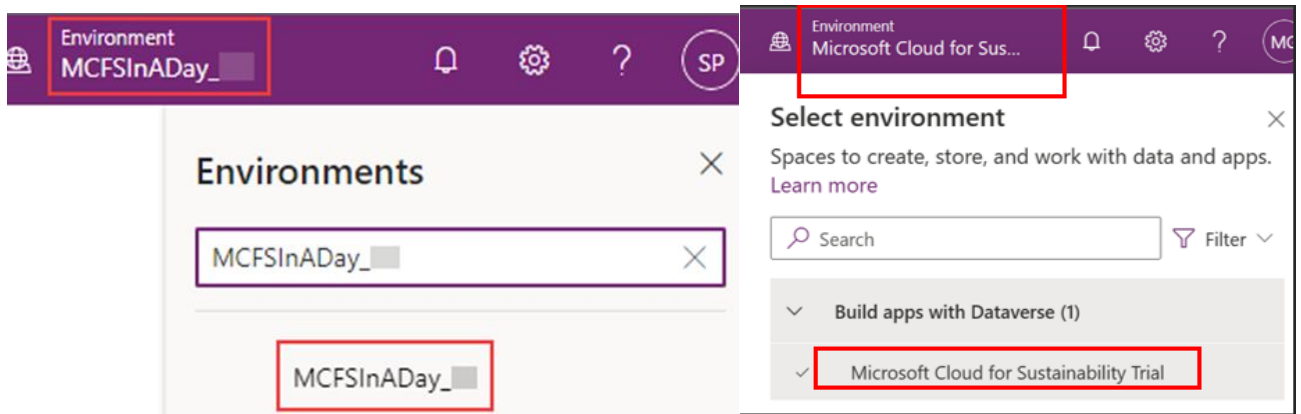 Environment
MCFSInADay_
SP
Environments
MCFSInADay_
MCFSInADay_
Environment
Microsoft Cloud for Sus...
MC
Select environment
Spaces to create, store, and work with data and apps.
Learn more
Search
Filter
Build apps with Dataverse (1)
Microsoft Cloud for Sustainability Trial